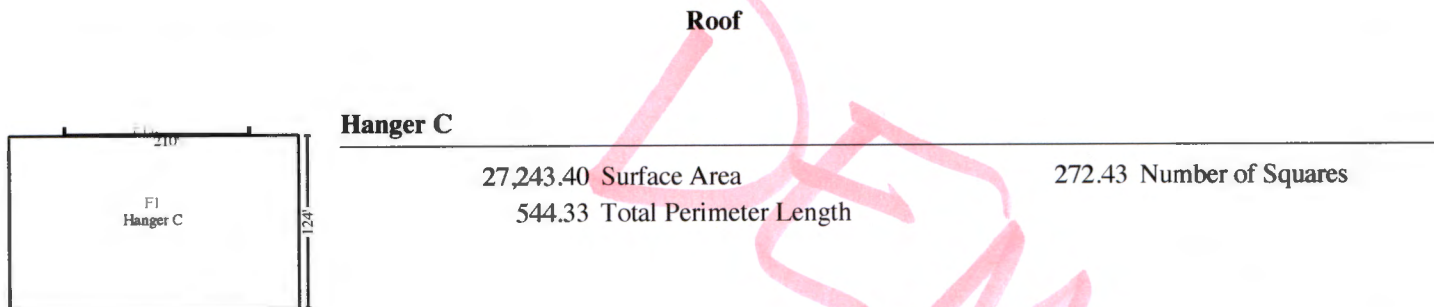 Roof
Hanger C
210'
F1
Hanger C
124'
27,243.40 Surface Area
272.43 Number of Squares
544.33 Total Perimeter Length
DEM